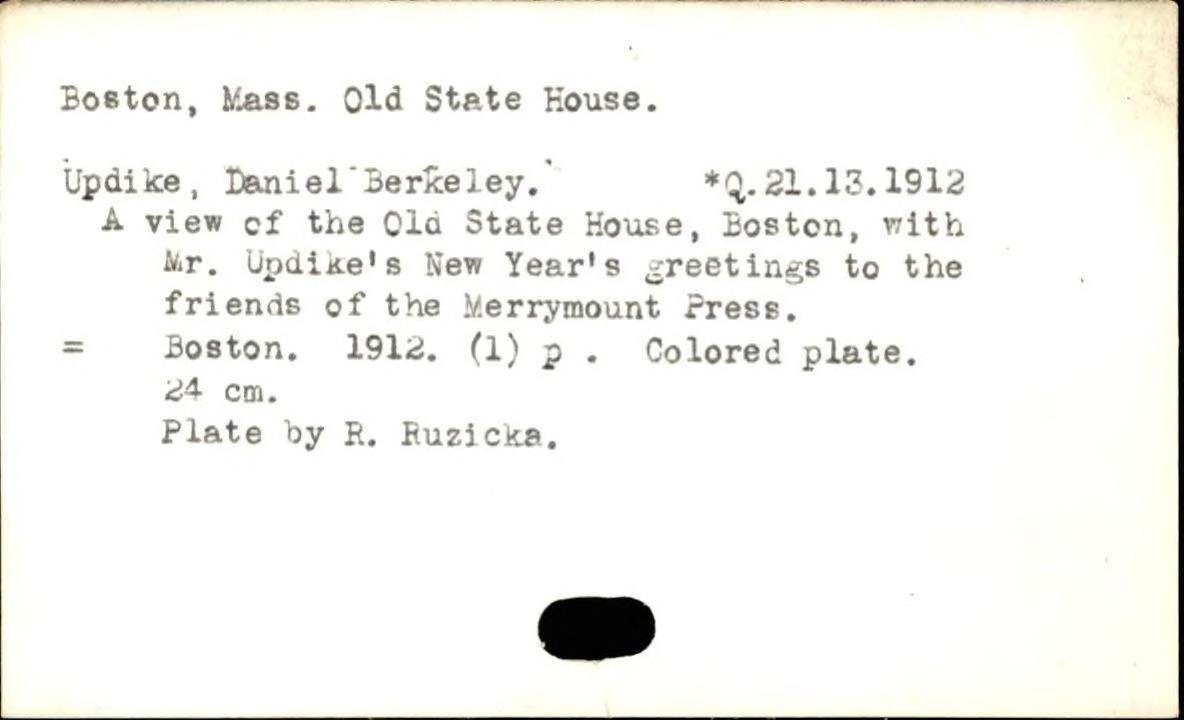 Boston, Mass. Old State House.
Updike, Daniel Berkeley. *Q.21.13.1912
A view of the Old State House, Boston, with
Mr. Updike's New Year's greetings to the
friends of the Merrymount Press.
= Boston. 1912. (1) p . Colored plate.
24 cm.
Plate by R. Ruzicka.